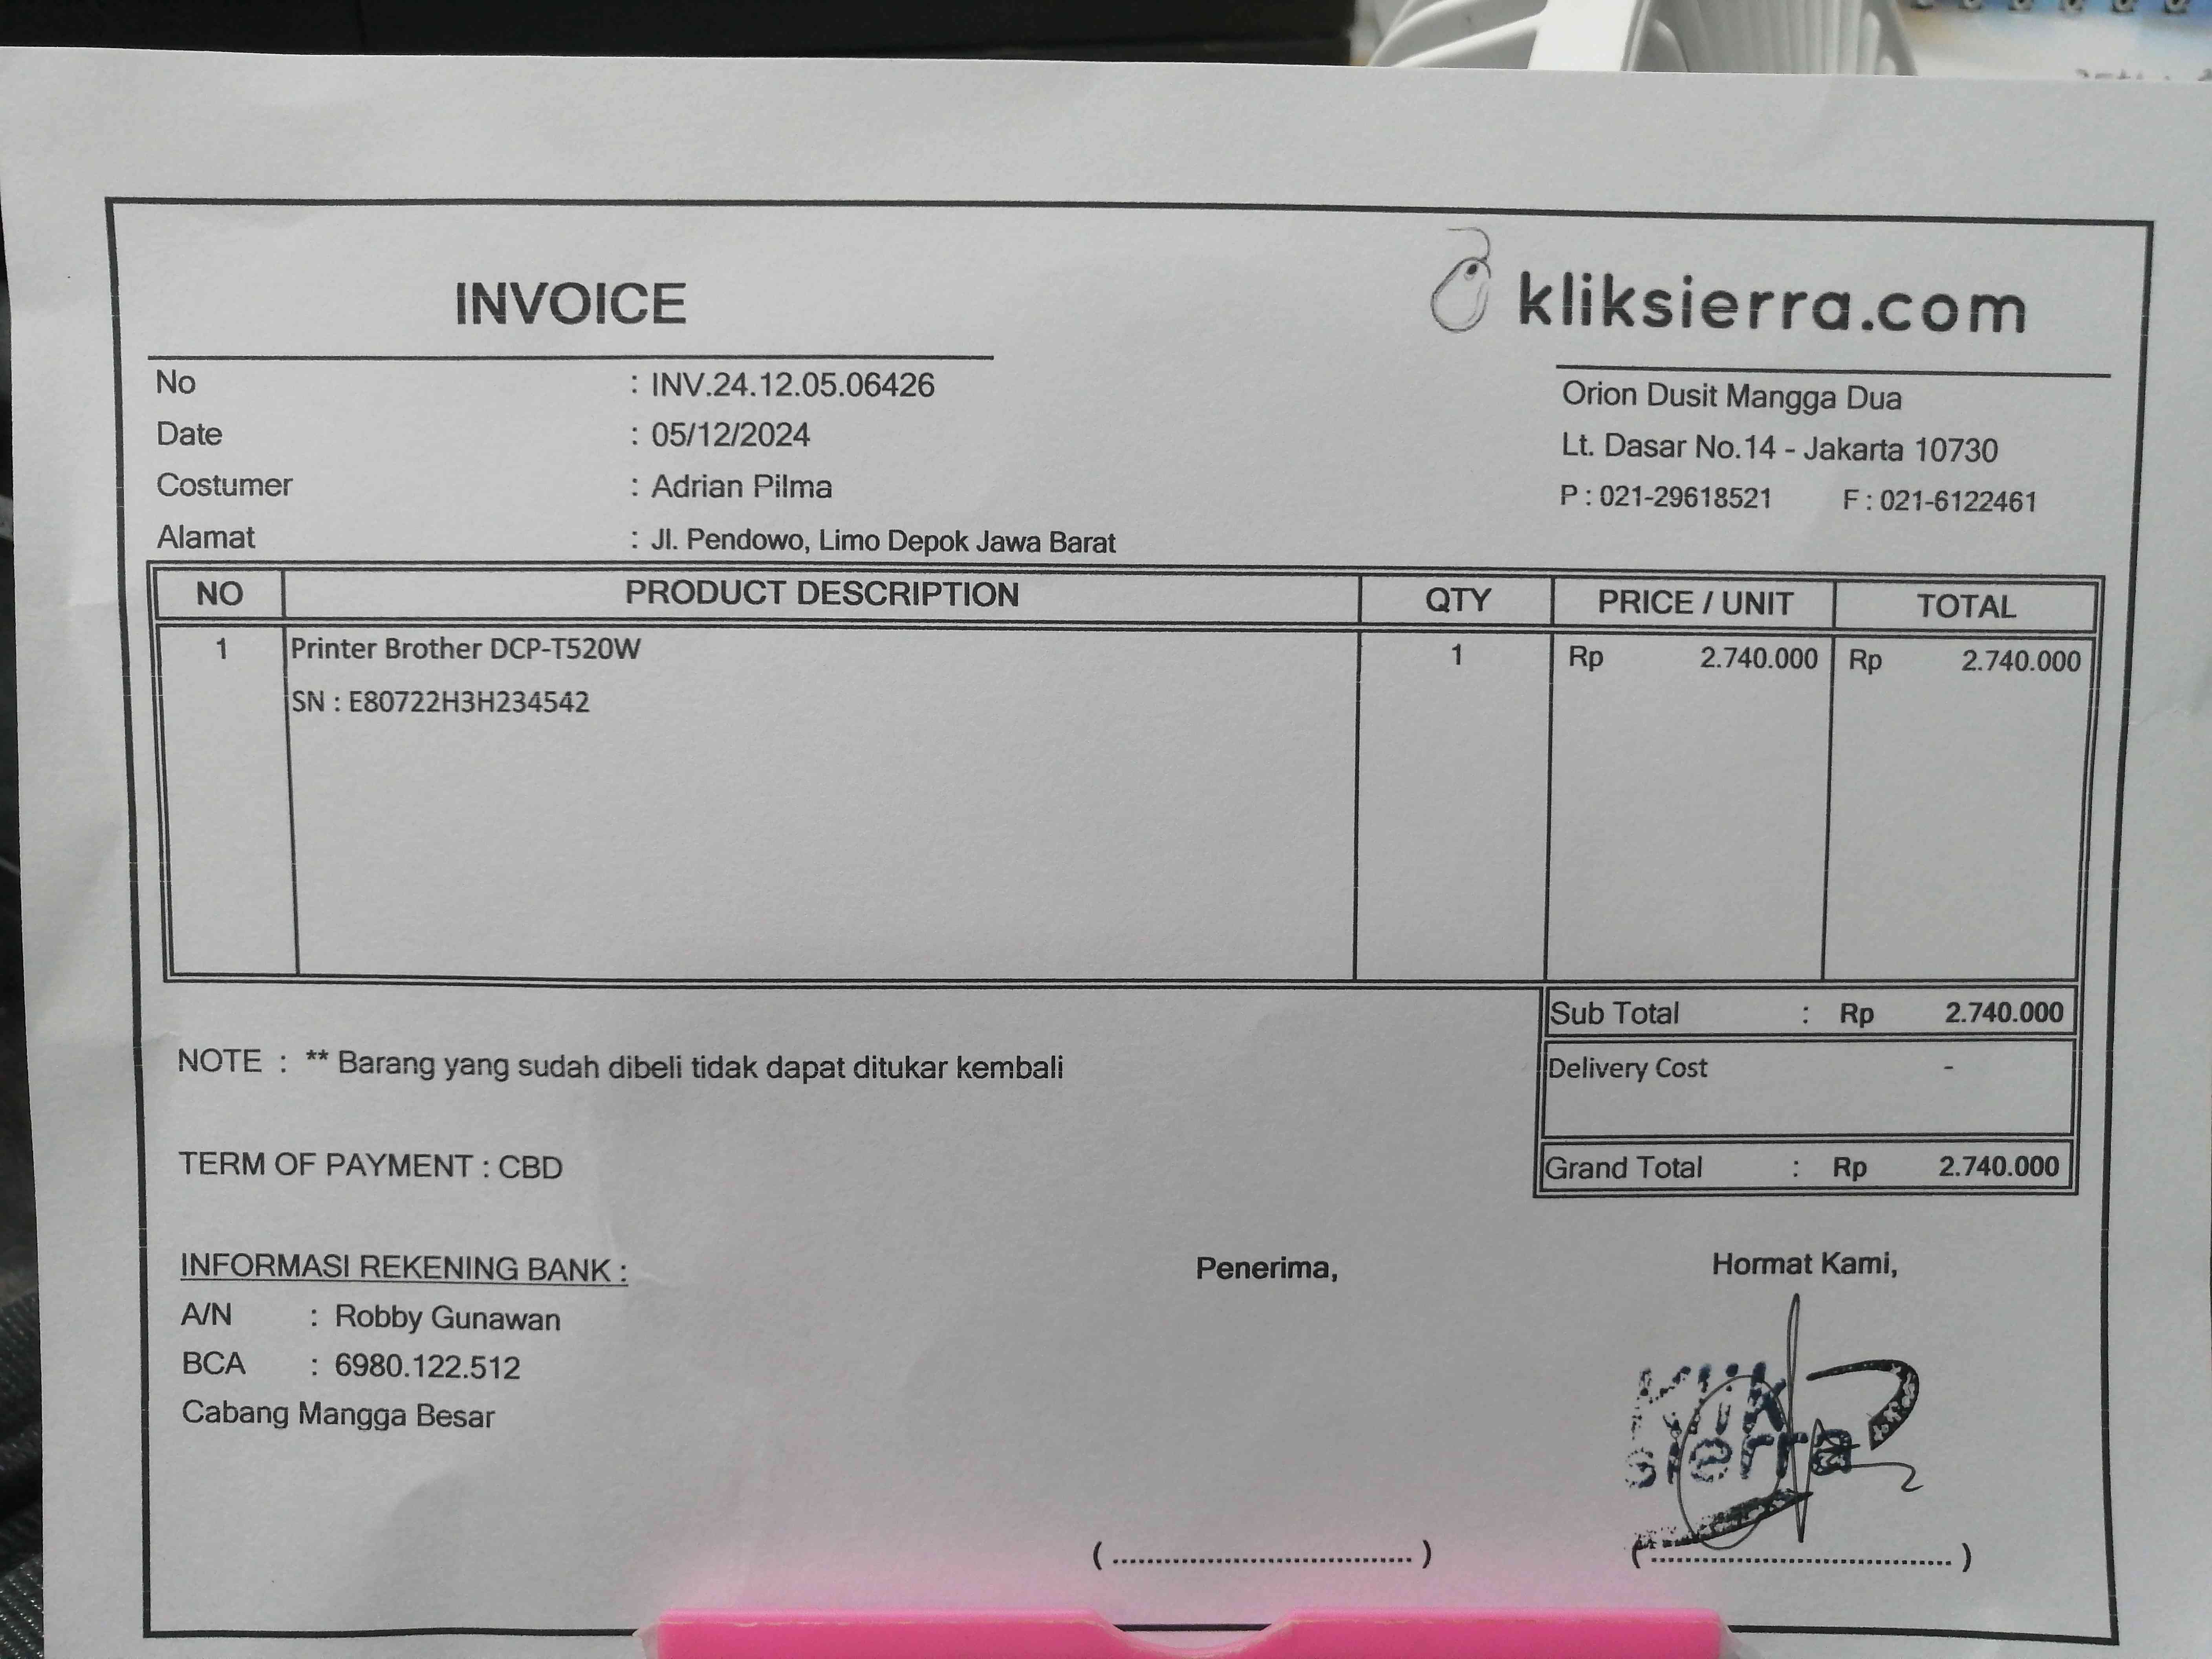 INVOICE
kliksierra.com
No : INV.24.12.05.06426
Date : 05/12/2024
Costumer : Adrian Pilma
Alamat : Jl. Pendowo, Limo Depok Jawa Barat
Orion Dusit Mangga Dua
Lt. Dasar No.14 - Jakarta 10730
P : 021-29618521 F : 021-6122461
NO PRODUCT DESCRIPTION QTY PRICE / UNIT TOTAL
1 Printer Brother DCP-T520W 1 Rp 2.740.000 Rp 2.740.000
SN : E80722H3H234542
Sub Total : Rp 2.740.000
NOTE : ** Barang yang sudah dibeli tidak dapat ditukar kembali
Delivery Cost -
TERM OF PAYMENT : CBD
Grand Total : Rp 2.740.000
INFORMASI REKENING BANK :
A/N : Robby Gunawan
BCA : 6980.122.512
Cabang Mangga Besar
Penerima,
Hormat Kami,
Klik
sierra
( ........................................ )
( ........................................ )